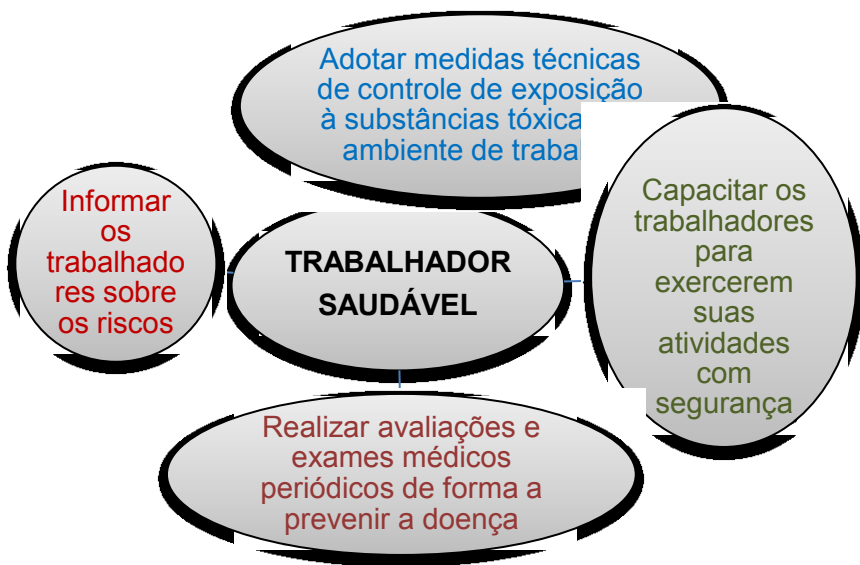 Adotar medidas técnicas
de controle de exposição
à substâncias tóxica
ambiente de trabal
Informar
os
trabalhado
res sobre
os riscos
TRABALHADOR
SAUDÁVEL
Capacitar os
trabalhadores
para
exercerem
suas
atividades
com
segurança
Realizar avaliações e
exames médicos
periódicos de forma a
prevenir a doença